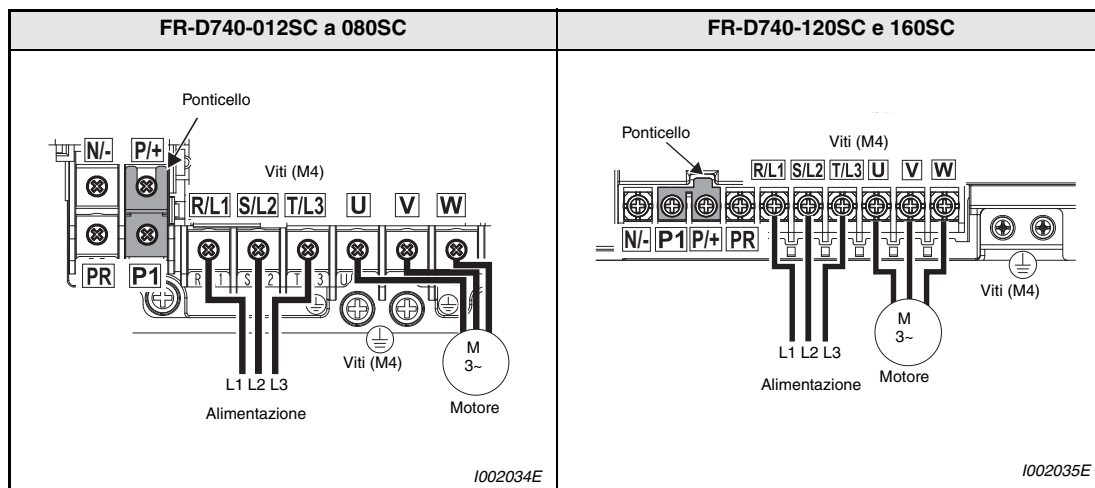 FR-D740-012SC a 080SC
Ponticello
N/- P/+
Viti (M4)
R/L1 S/L2 T/L3 U V W
PR P1
Viti (M4)
L1 L2 L3
Alimentazione
M
3~
Motore
I002034E
FR-D740-120SC e 160SC
Ponticello
Viti (M4)
R/L1 S/L2 T/L3 U V W
N/- P1 P/+ PR
Viti (M4)
L1 L2 L3
Alimentazione
M
3~
Motore
I002035E